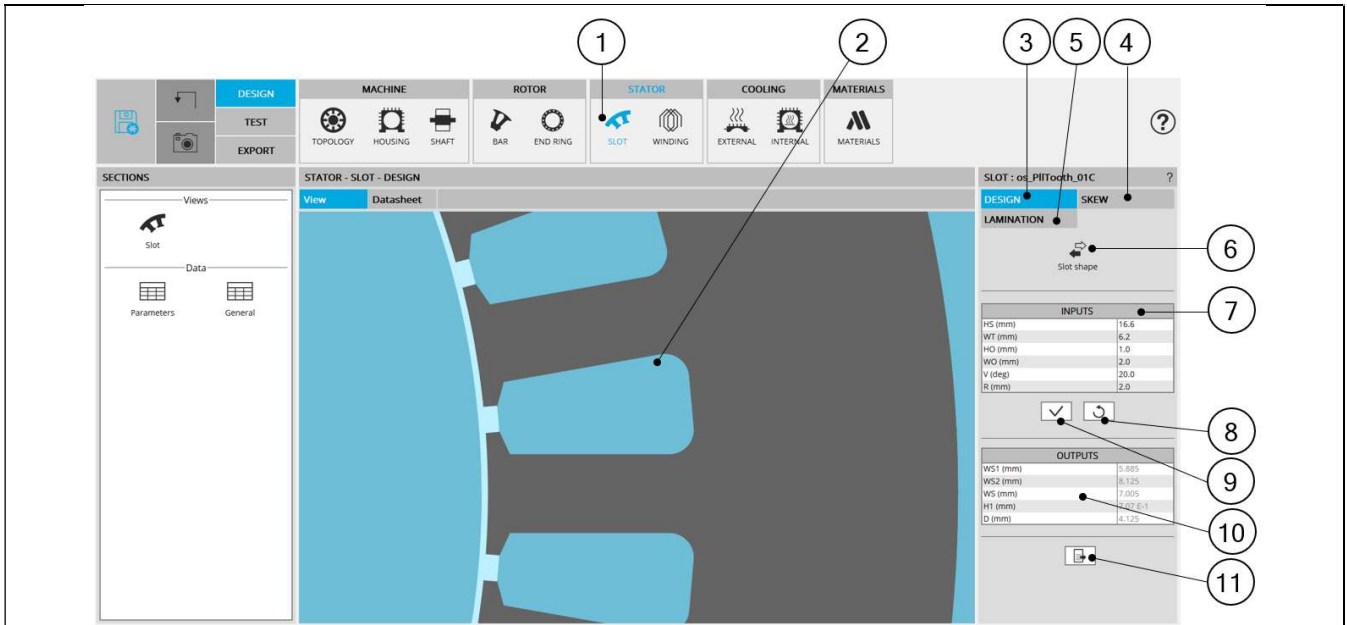 1 2 3 5 4
DESIGN
TEST
EXPORT
MACHINE
TOPOLOGY HOUSING SHAFT
ROTOR
BAR END RING
STATOR
SLOT WINDING
COOLING
EXTERNAL INTERNAL
MATERIALS
MATERIALS
?
SECTIONS
Views
Slot
Data
Parameters General
STATOR - SLOT - DESIGN
View Datasheet
SLOT : os_PllTooth_01C ?
DESIGN SKEW
LAMINATION
Slot shape
6
INPUTS
7
HS (mm) 16.6
WT (mm) 6.2
HO (mm) 1.0
WO (mm) 2.0
V (deg) 20.0
R (mm) 2.0
8
OUTPUTS
WS1 (mm) 5.885
WS2 (mm) 8.125
WS (mm) 7.005
H1 (mm) 7.07 E-1
D (mm) 4.125
9
10
11